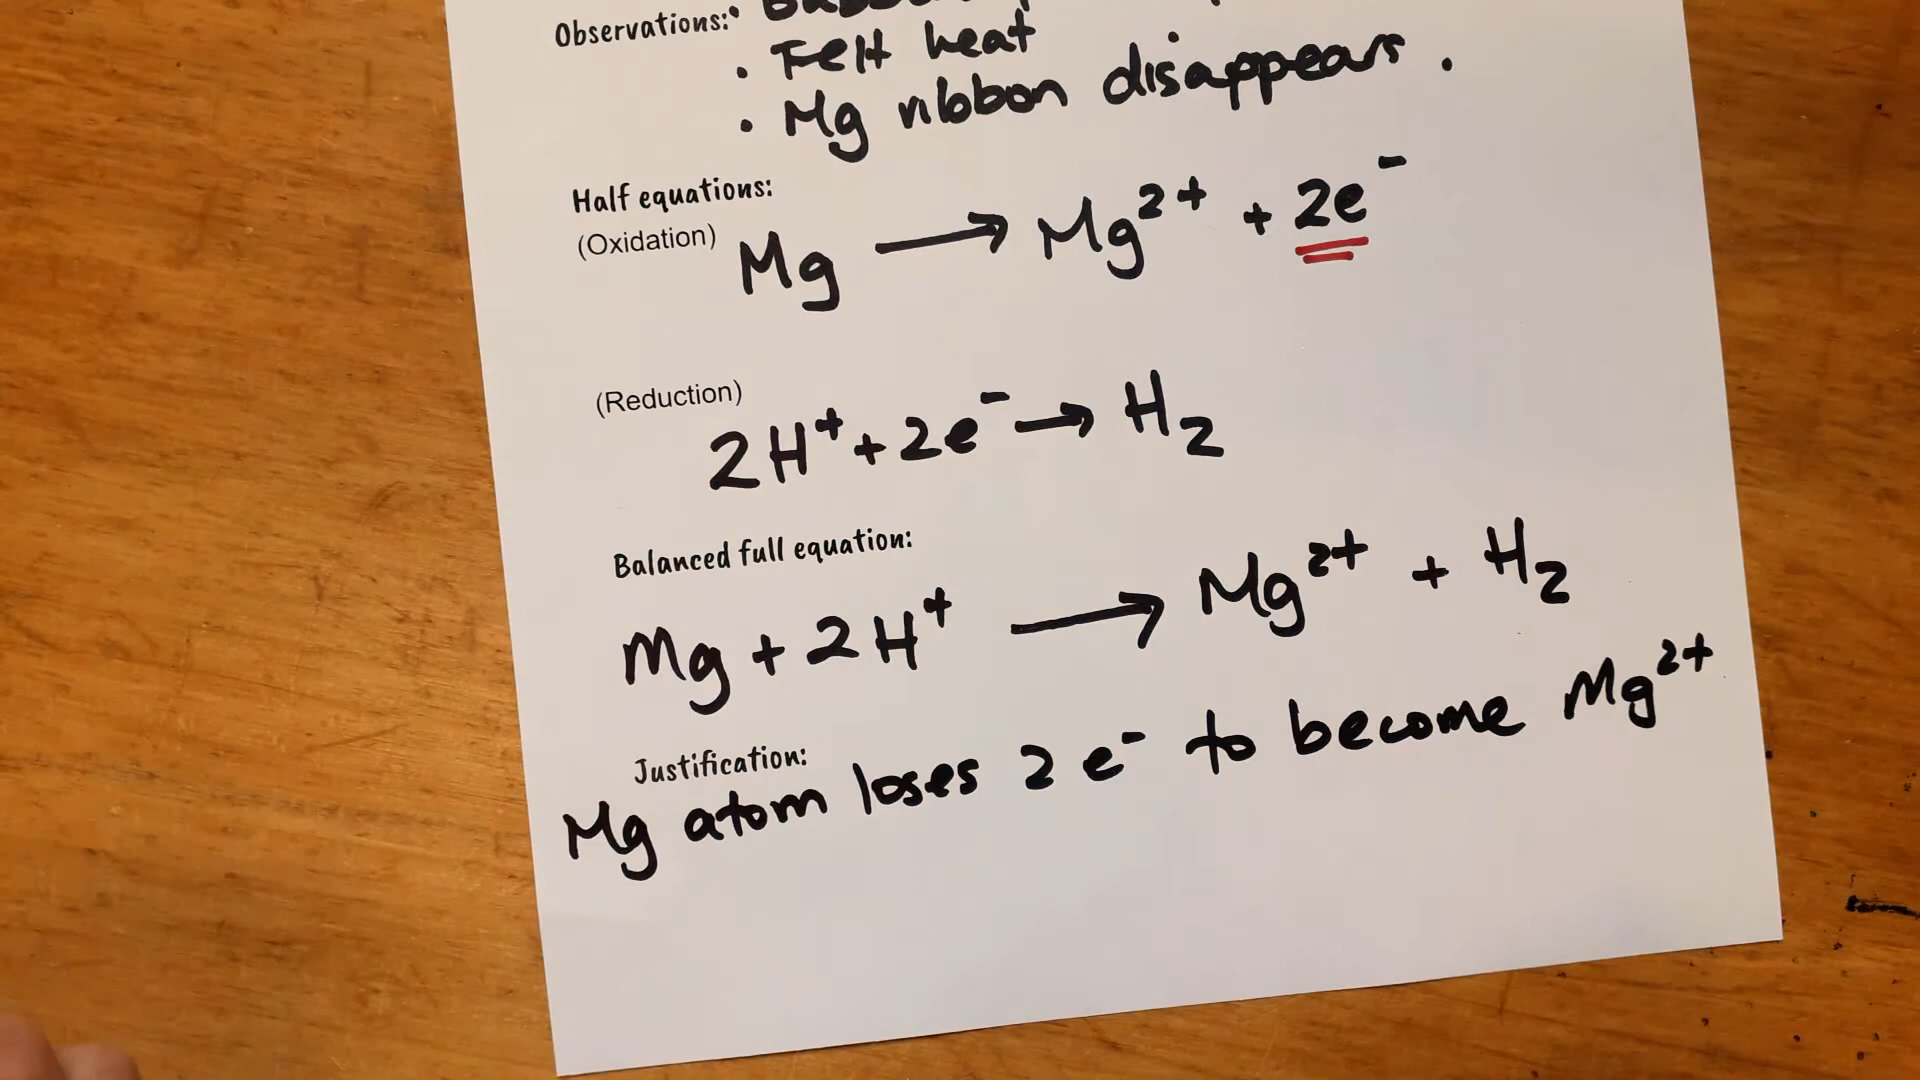 Observations:
• Felt heat
• Mg ribbon disappears.
Half equations:
(Oxidation) Mg → Mg²⁺ + 2e⁻
(Reduction)
2H⁺ + 2e⁻ → H₂
Balanced full equation:
Mg + 2H⁺ → Mg²⁺ + H₂
Justification:
Mg atom loses 2e⁻ to become Mg²⁺